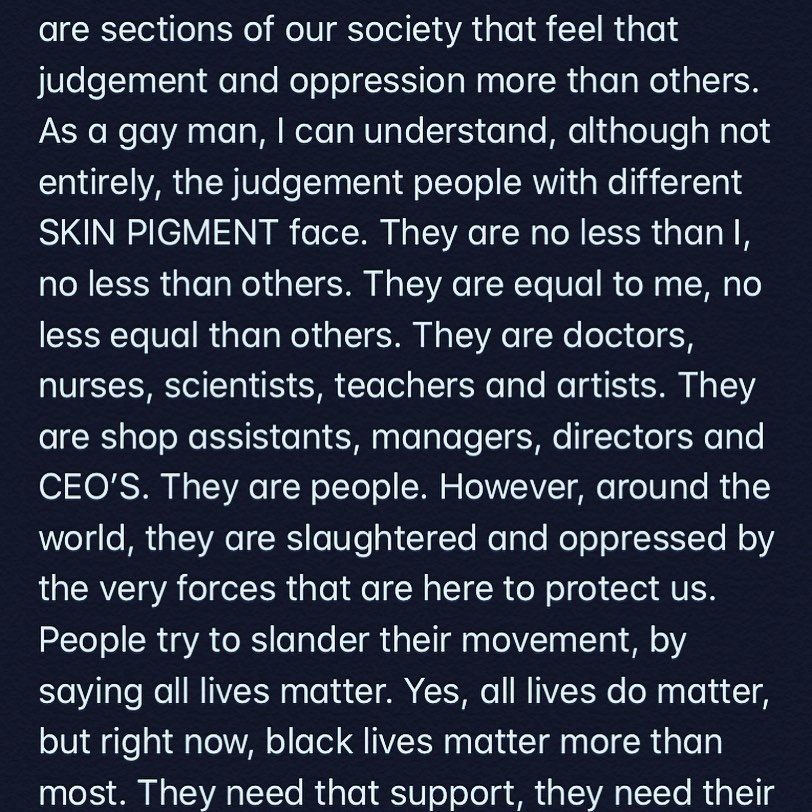 are sections of our society that feel that
judgement and oppression more than others.
As a gay man, I can understand, although not
entirely, the judgement people with different
SKIN PIGMENT face. They are no less than I,
no less than others. They are equal to me, no
less equal than others. They are doctors,
nurses, scientists, teachers and artists. They
are shop assistants, managers, directors and
CEO’S. They are people. However, around the
world, they are slaughtered and oppressed by
the very forces that are here to protect us.
People try to slander their movement, by
saying all lives matter. Yes, all lives do matter,
but right now, black lives matter more than
most. They need that support, they need their